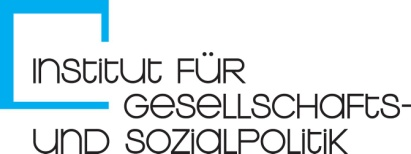 Institut für
Gesellschafts-
und Sozialpolitik